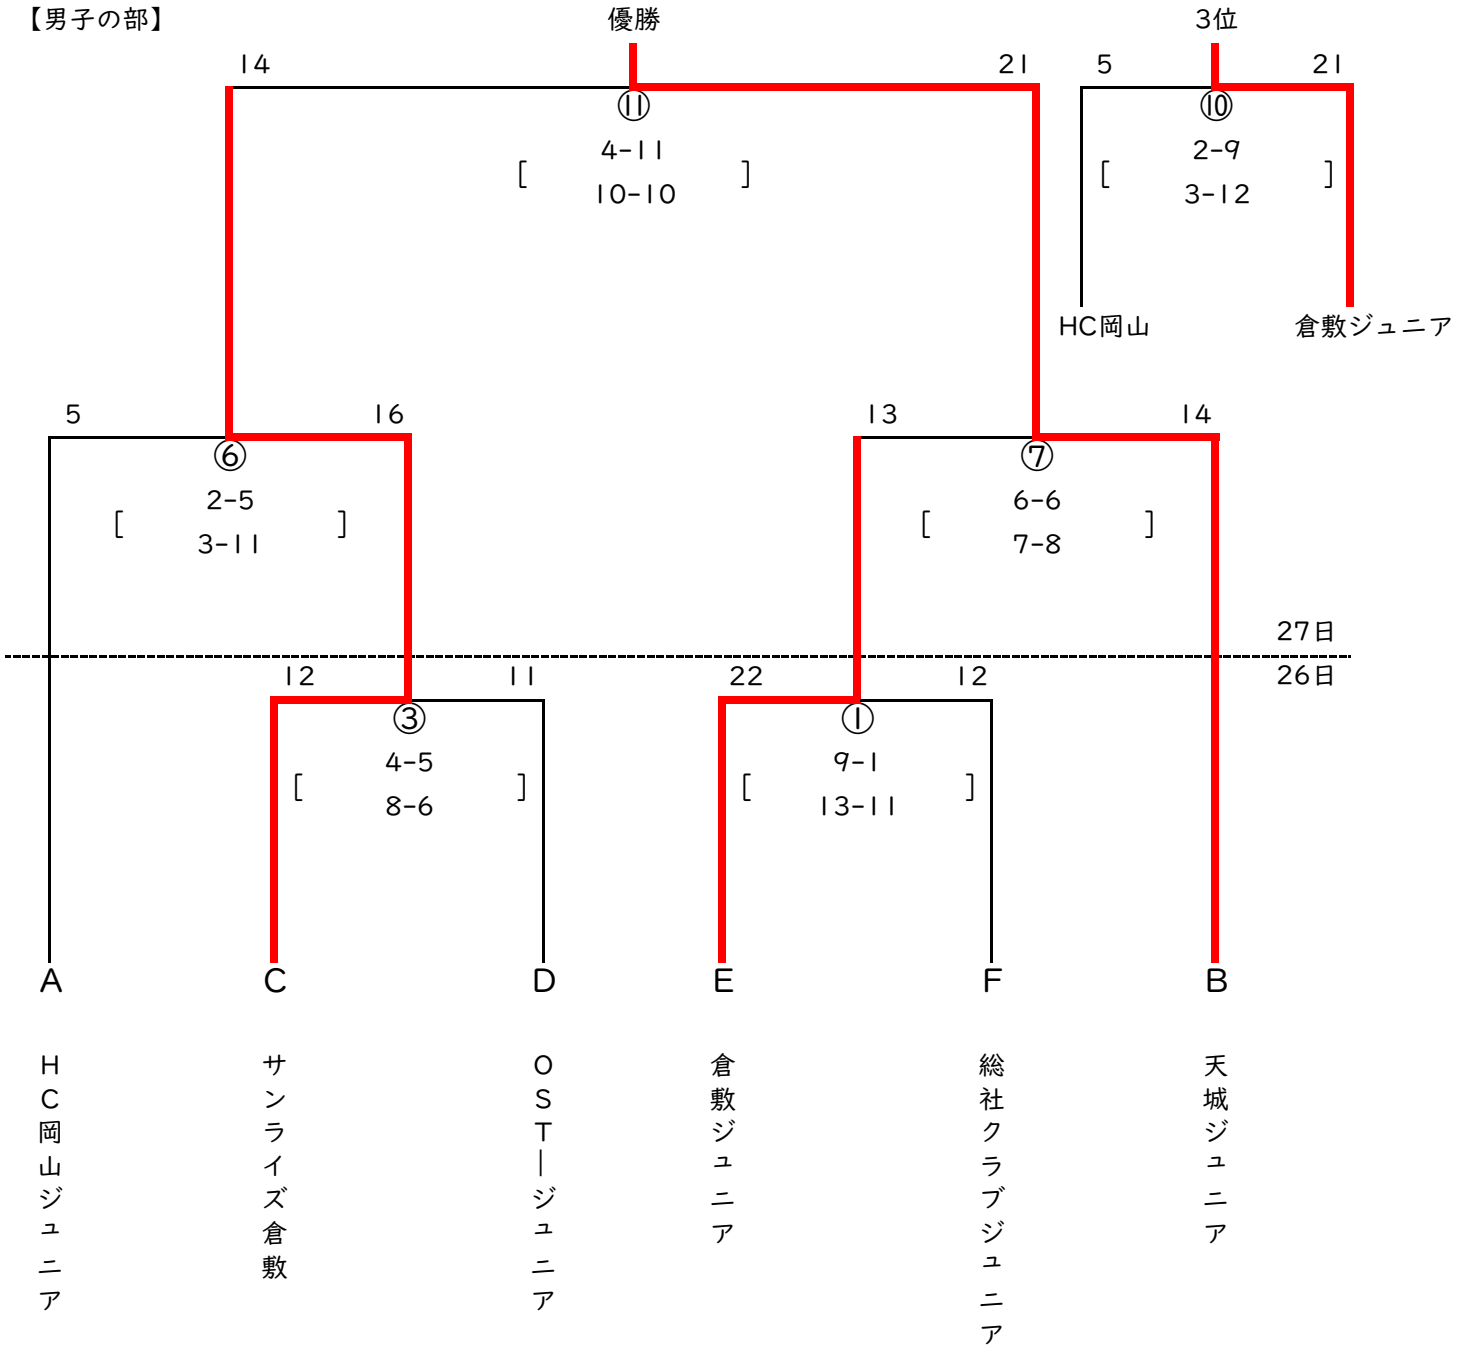 【男子の部】
優勝
3位
14
21
5
21
⑪
⑩
4-11
10-10
[ ]
2-9
3-12
[ ]
HC岡山
倉敷ジュニア
5
16
13
14
⑥
⑦
2-5
3-11
[ ]
6-6
7-8
[ ]
27日
26日
12
11
22
12
③
①
4-5
8-6
[ ]
9-1
13-11
[ ]
A
C
D
E
F
B
HC岡山ジュニア
サンライズ倉敷
OSTージュニア
倉敷ジュニア
総社クラブジュニア
天城ジュニア